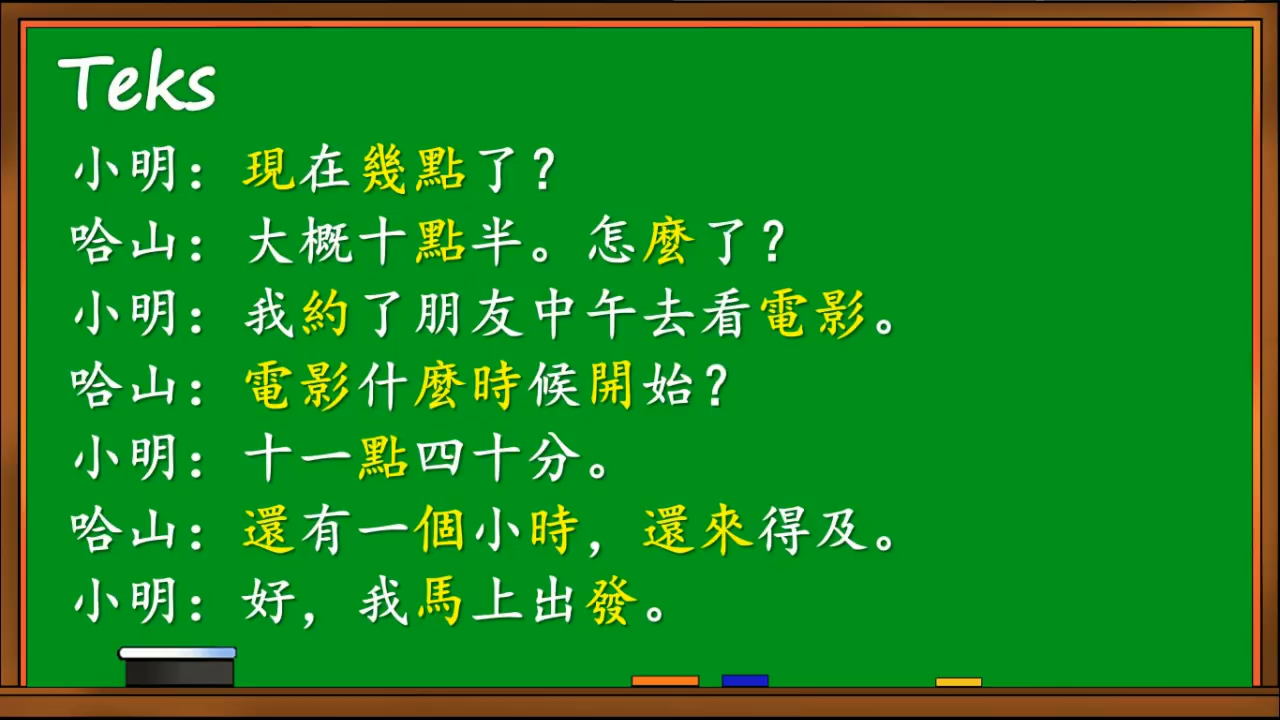 Teks
小明：現在幾點了？
哈山：大概十點半。怎麼了？
小明：我約了朋友中午去看電影。
哈山：電影什麼時候開始？
小明：十一點四十分。
哈山：還有一個小時，還來得及。
小明：好，我馬上出發。